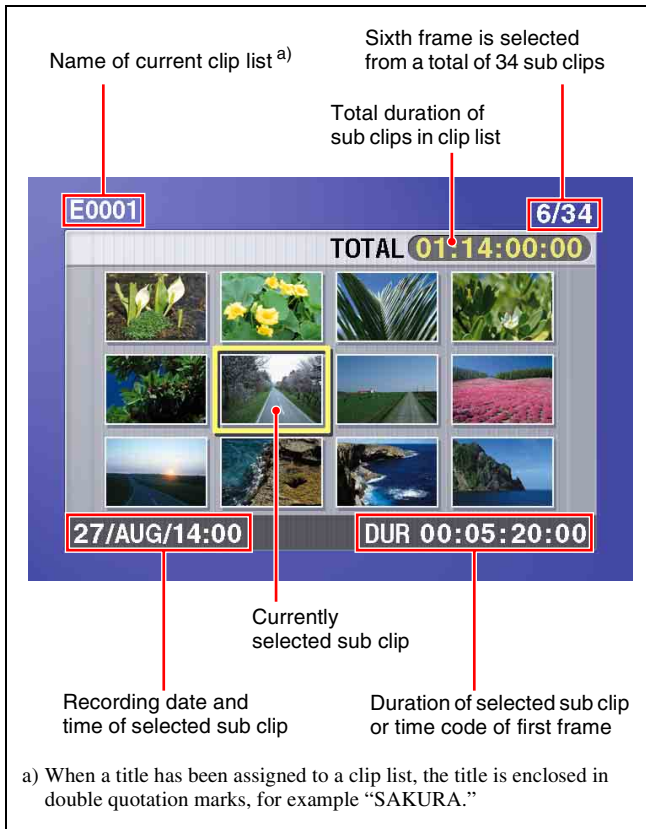 Name of current clip list a)
Sixth frame is selected
from a total of 34 sub clips
Total duration of
sub clips in clip list
E0001
6/34
TOTAL 01:14:00:00
27/AUG/14:00
DUR 00:05:20:00
Currently
selected sub clip
Recording date and
time of selected sub clip
Duration of selected sub clip
or time code of first frame
a) When a title has been assigned to a clip list, the title is enclosed in
double quotation marks, for example “SAKURA.”